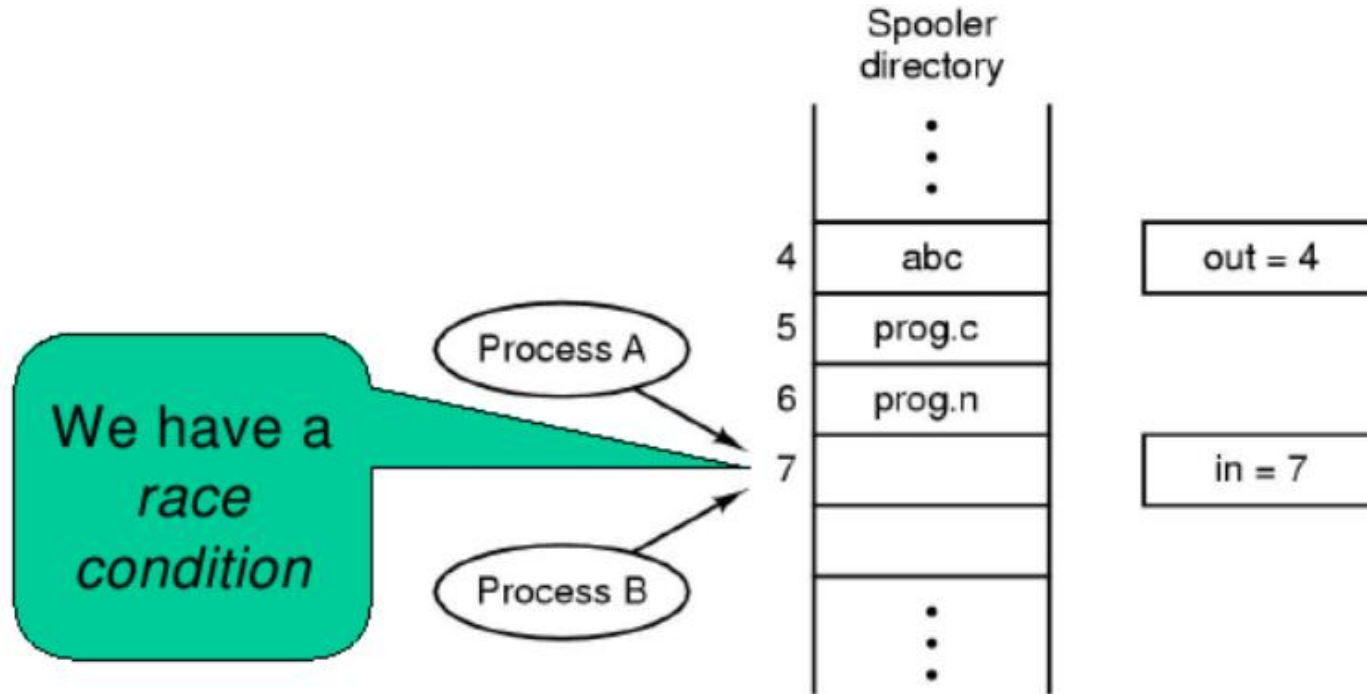 Spooler
directory
4
abc
out = 4
5
prog.c
Process A
6
prog.n
We have a
race
condition
7
in = 7
Process B